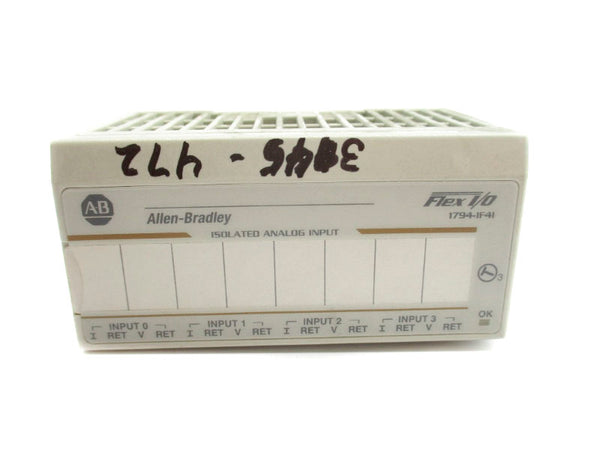 472
AB
Allen-Bradley
Flex I/O
1794-IF4I
ISOLATED ANALOG INPUT
3
OK
INPUT 0 INPUT 1 INPUT 2 INPUT 3
I RET V RET I RET V RET I RET V RET I RET V RET